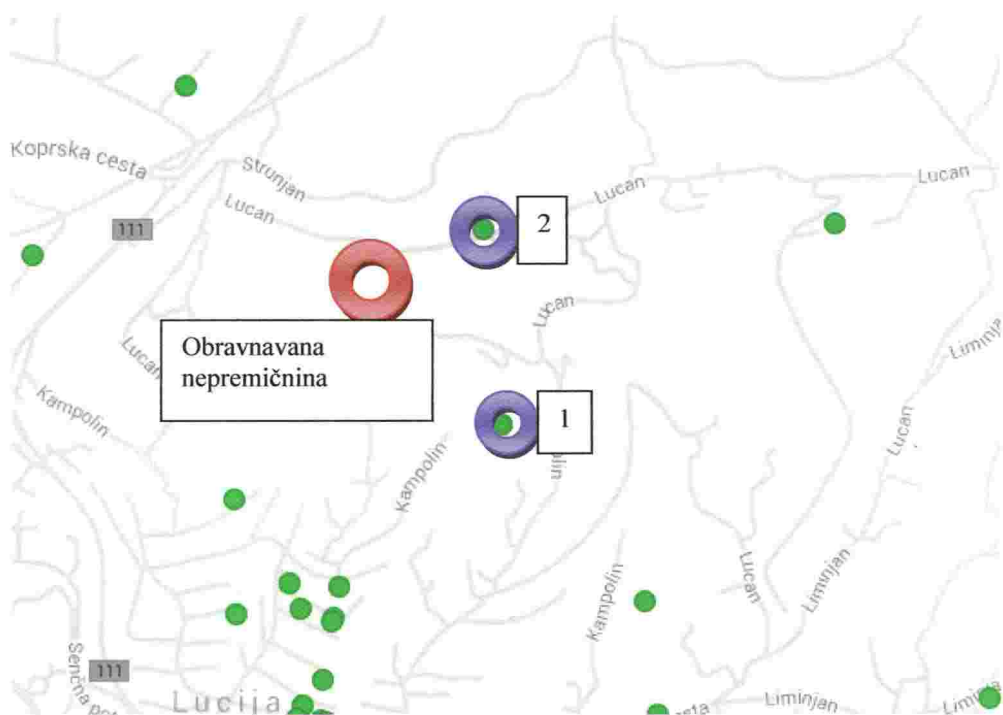 Koprska cesta
Strunjan
Lucan
Lucan
Lucan
111
2
Lucan
Obravnavana
nepremičnina
Lucan
Liminjan
Kampolin
1
Kampolin
Lucan
Lucan
Kampolin
Liminjan
111
Lucija
Liminjan